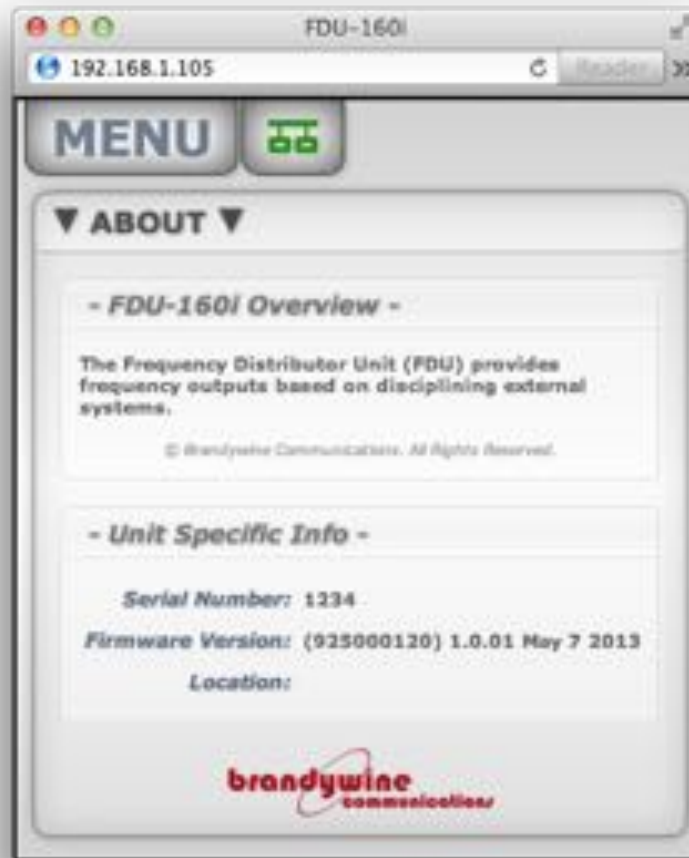 FDU-160i
192.168.1.105
Reader
MENU
▼ ABOUT ▼
- FDU-160i Overview -
The Frequency Distributor Unit (FDU) provides
frequency outputs based on disciplining external
systems.
© Brandywine Communications. All Rights Reserved.
- Unit Specific Info -
Serial Number: 1234
Firmware Version: (925000120) 1.0.01 May 7 2013
Location:
brandywine
communications